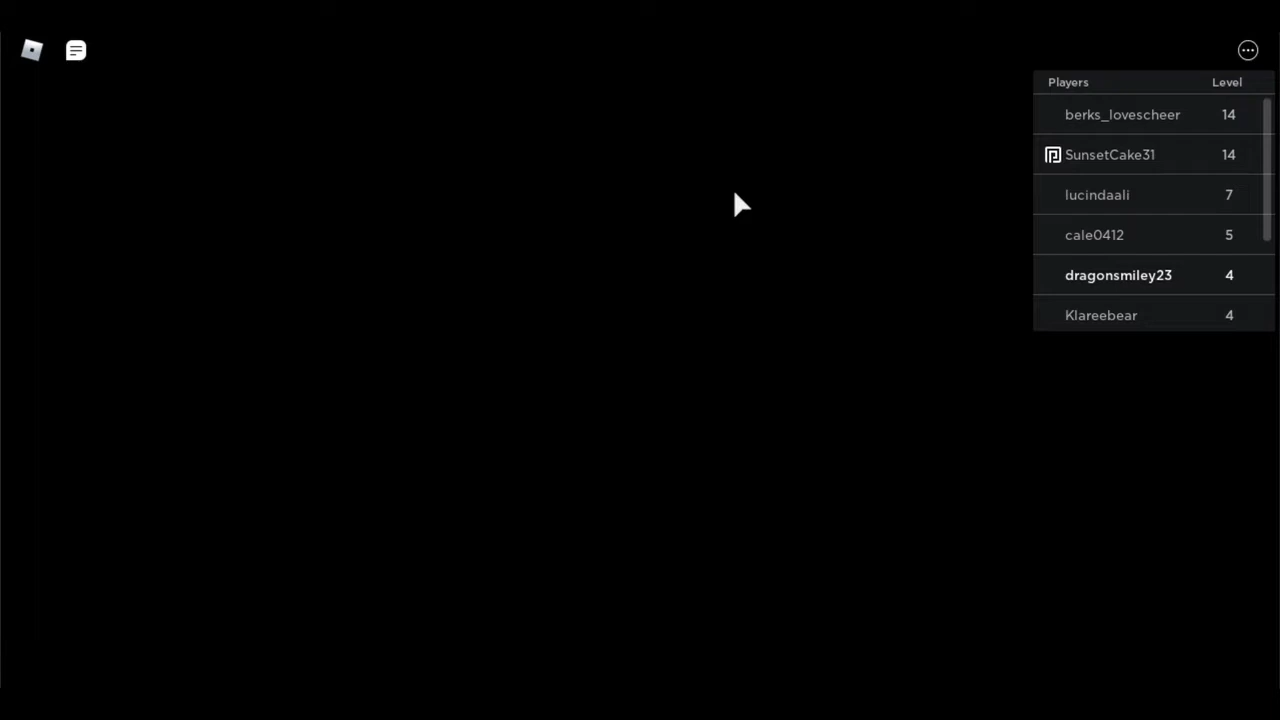 Players Level
berks_lovescheer 14
SunsetCake31 14
lucindaali 7
cale0412 5
dragonsmiley23 4
Klareebear 4